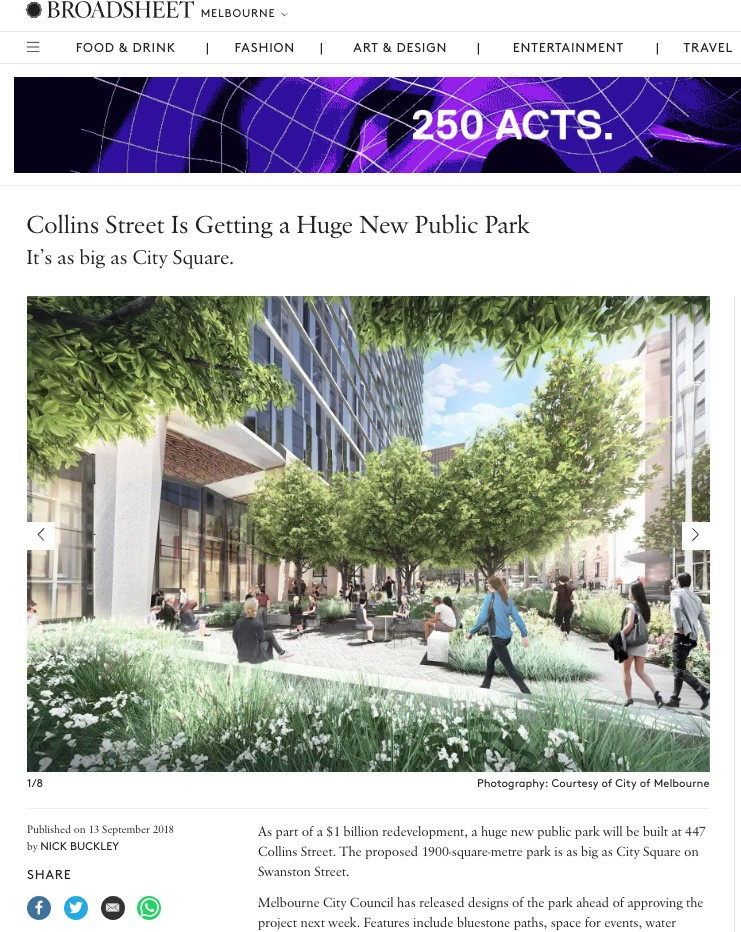 BROADSHEET MELBOURNE
FOOD & DRINK | FASHION | ART & DESIGN | ENTERTAINMENT | TRAVEL
250 ACTS.
Collins Street Is Getting a Huge New Public Park
It's as big as City Square.
1/8
Photography: Courtesy of City of Melbourne
Published on 13 September 2018
by NICK BUCKLEY
SHARE
As part of a $1 billion redevelopment, a huge new public park will be built at 447
Collins Street. The proposed 1900-square-metre park is as big as City Square on
Swanston Street.
Melbourne City Council has released designs of the park ahead of approving the
project next week. Features include bluestone paths, space for events, water